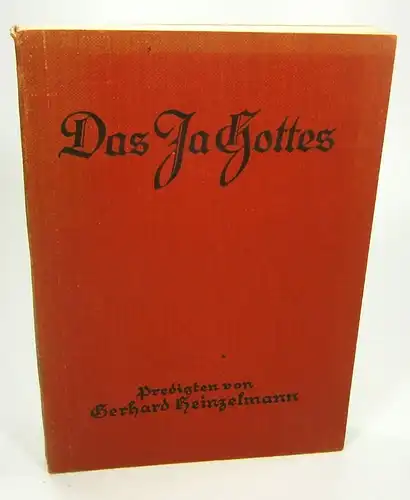 Das Ja Gottes
Predigten von
Gerhard Heinzelmann